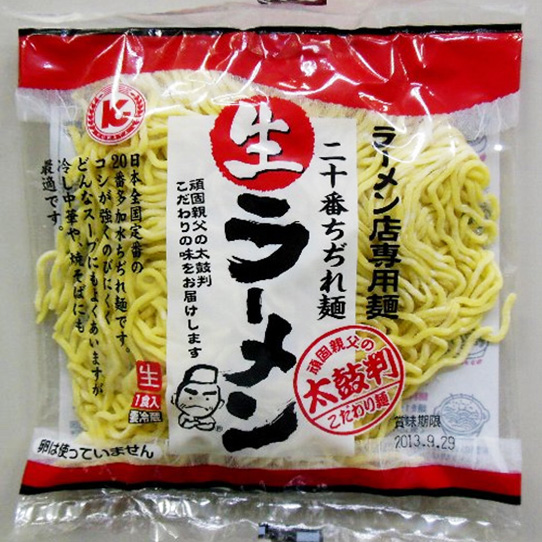 ラーメン店専用麺
二十番ちぢれ麺
生
ラーメン
頑固親父の太鼓判
こだわりの味をお届けします
K
日本全国定番の
20番多加水ちぢれ麺です。
コシが強くのびにくく
どんなスープにもよくあいますが
冷し中華や、焼そばにも
最適です。
頑固親父の
太鼓判
こだわり麺
生
1食入
要冷蔵
®
賞味期限
2013.9.29
卵は使っていません